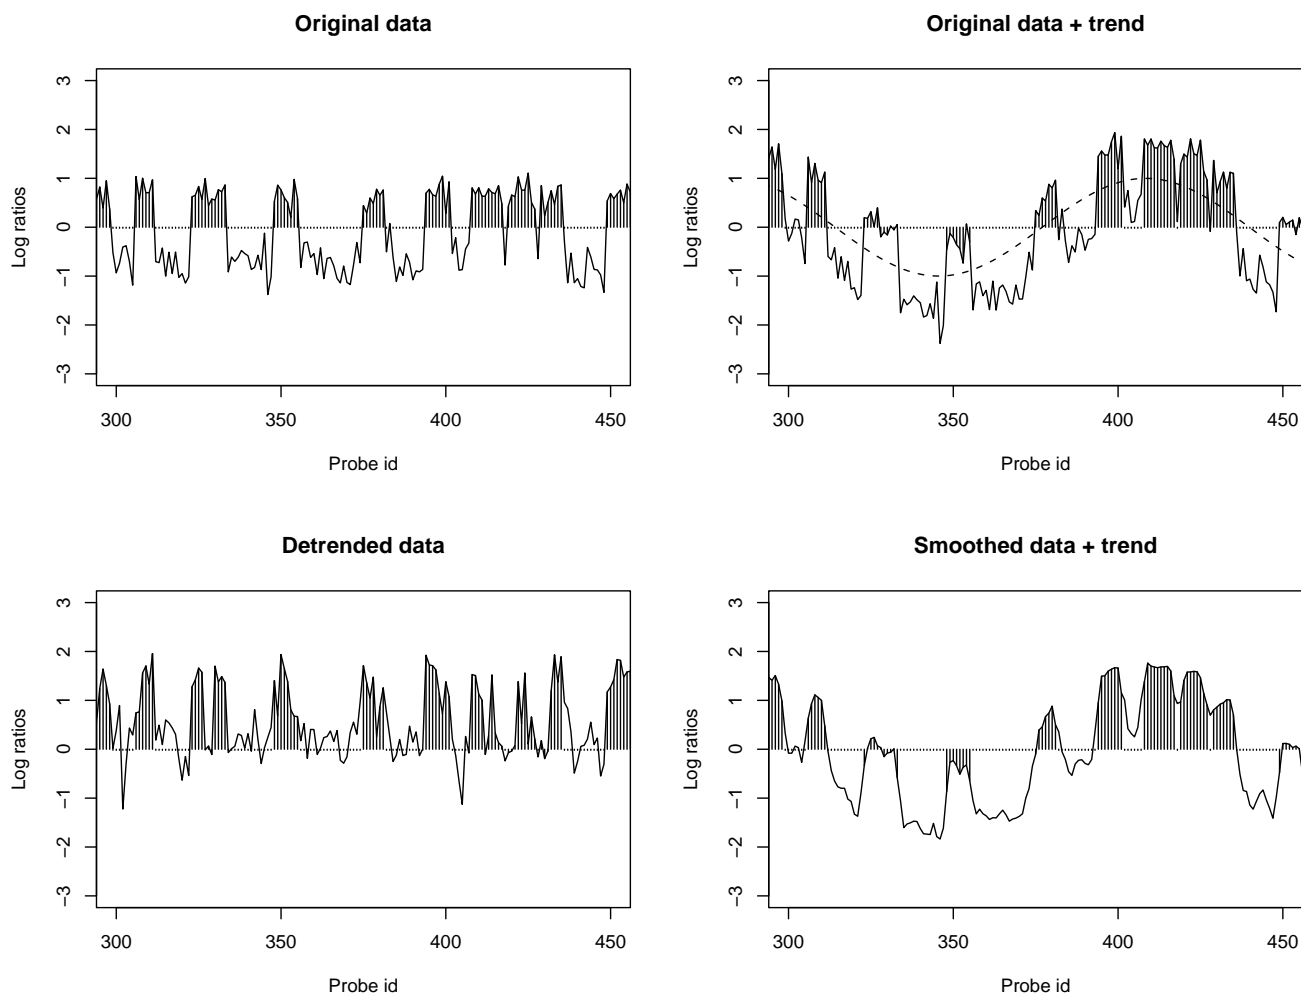 Original data
3
2
1
0
−1
−2
−3
Log ratios
300 350 400 450
Probe id
Original data + trend
3
2
1
0
−1
−2
−3
Log ratios
300 350 400 450
Probe id
Detrended data
3
2
1
0
−1
−2
−3
Log ratios
300 350 400 450
Probe id
Smoothed data + trend
3
2
1
0
−1
−2
−3
Log ratios
300 350 400 450
Probe id